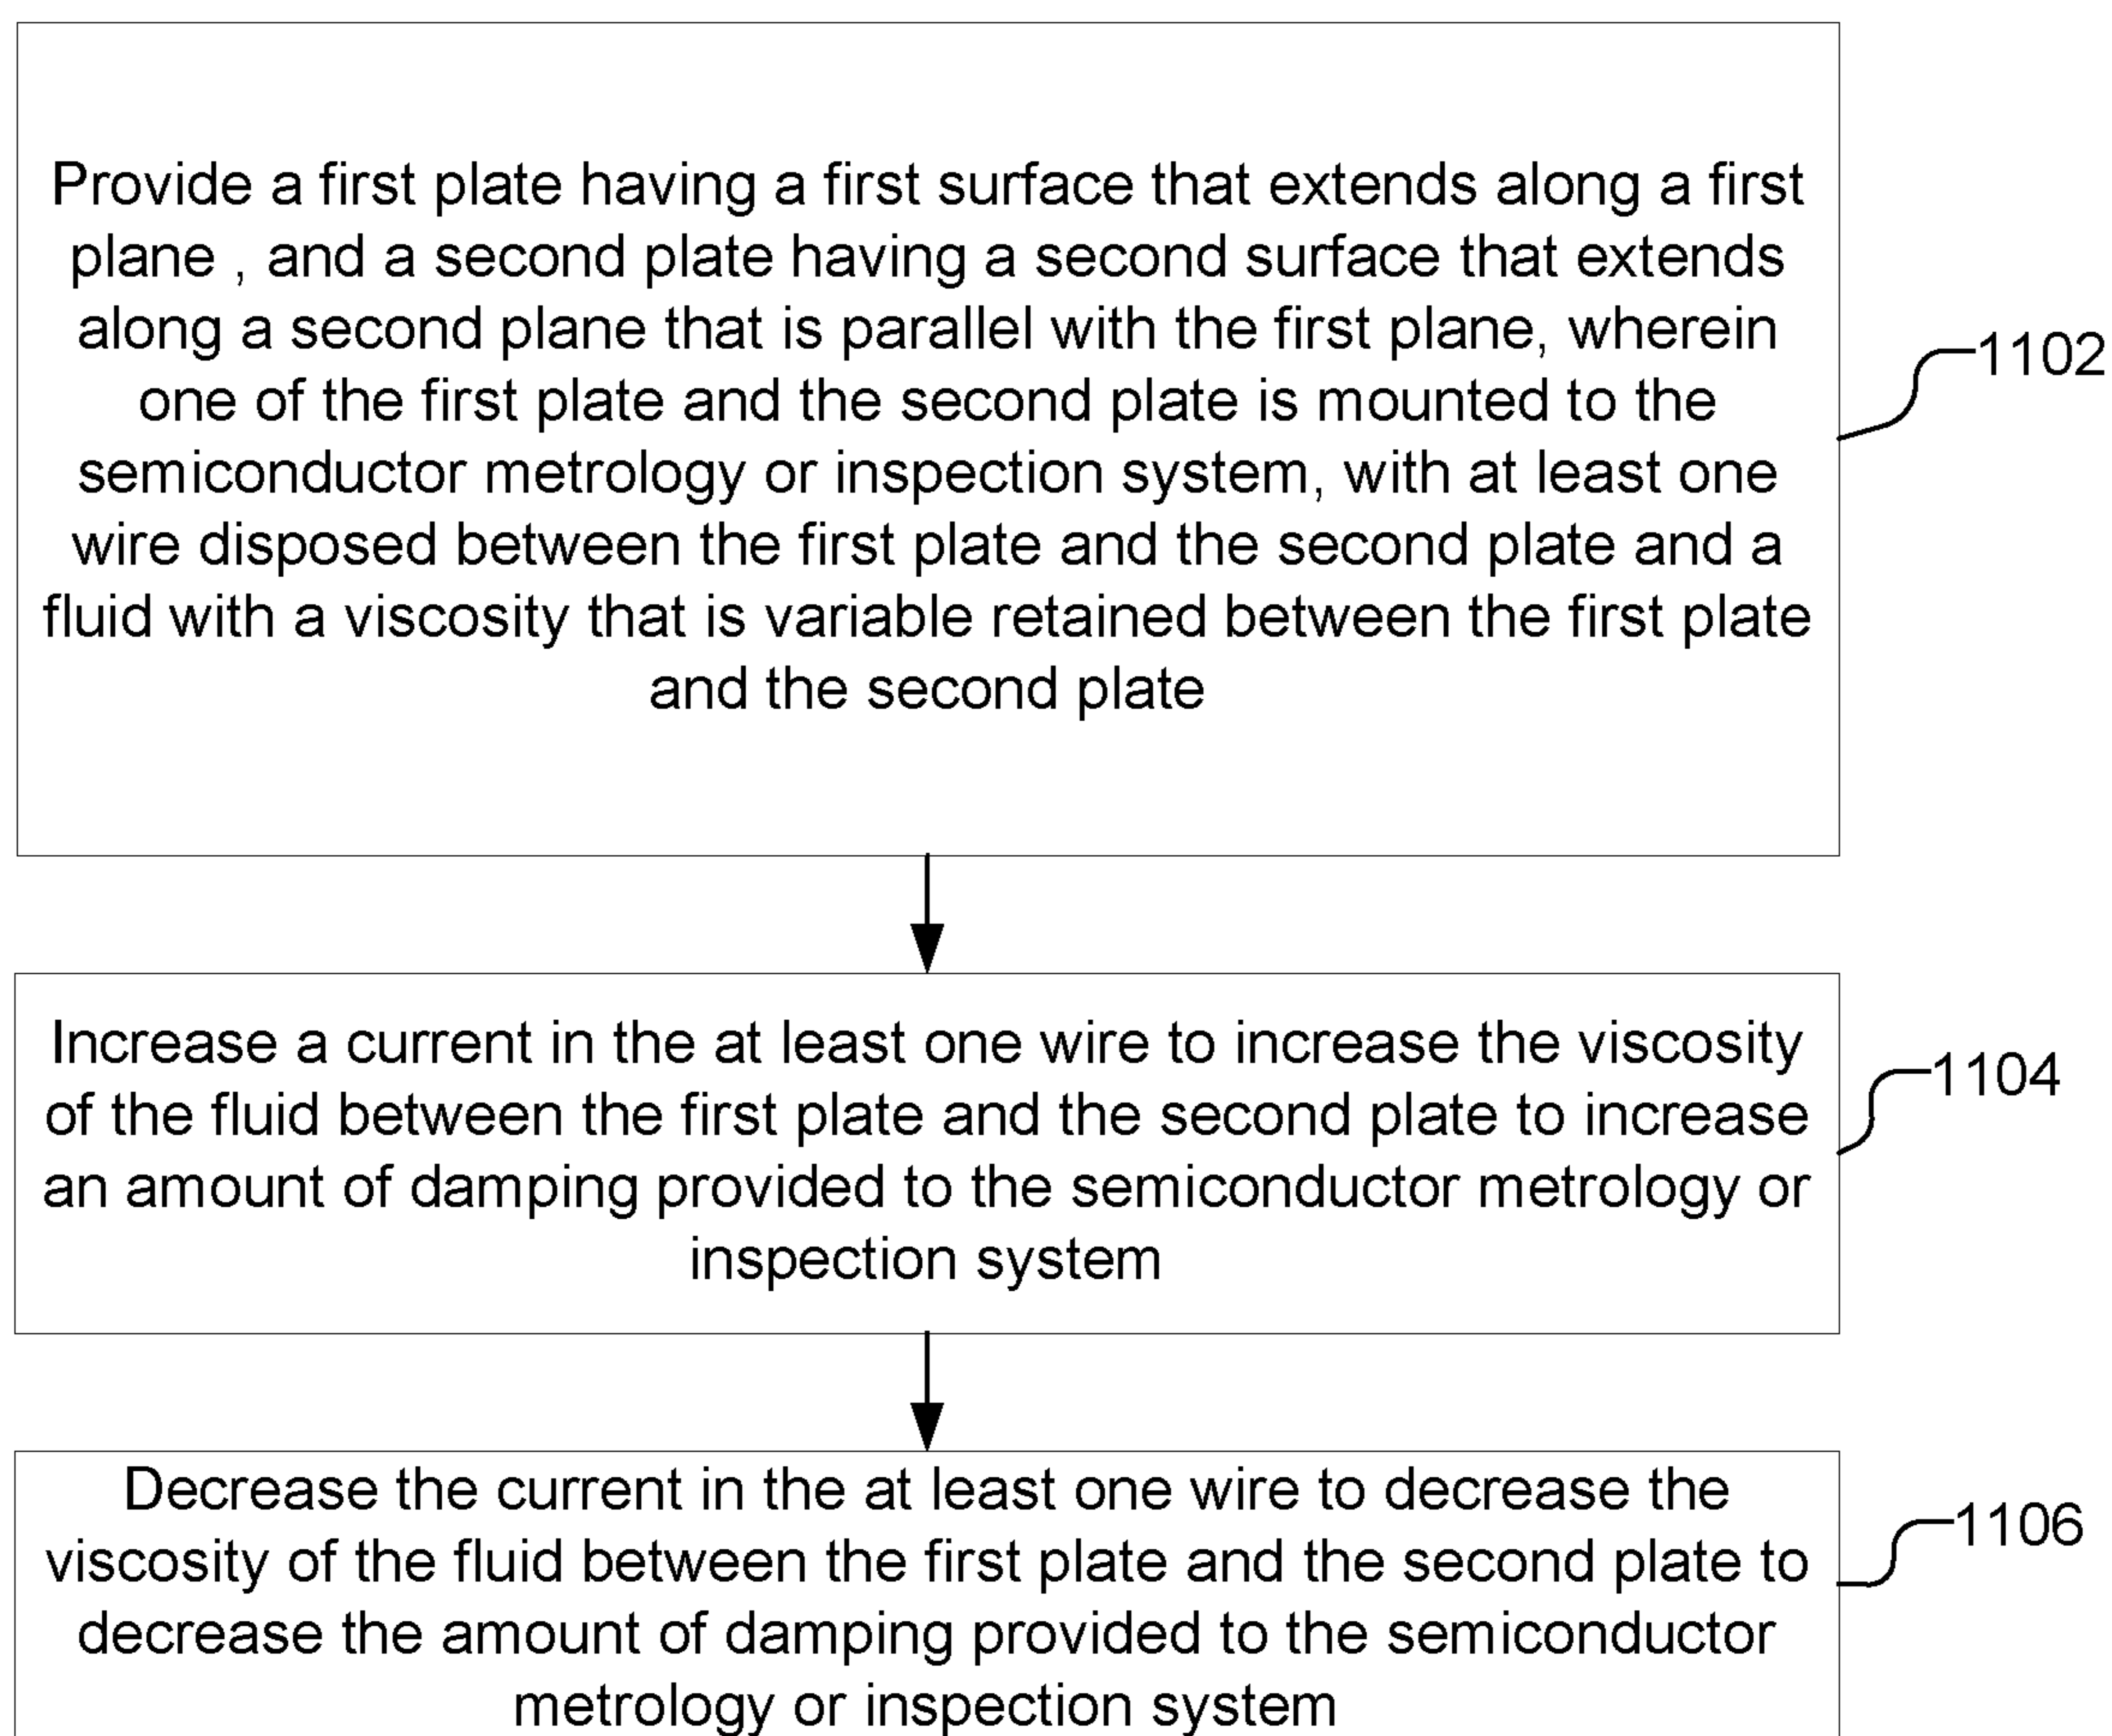 Provide a first plate having a first surface that extends along a first
plane , and a second plate having a second surface that extends
along a second plane that is parallel with the first plane, wherein
one of the first plate and the second plate is mounted to the
semiconductor metrology or inspection system, with at least one
wire disposed between the first plate and the second plate and a
fluid with a viscosity that is variable retained between the first plate
and the second plate
1102
Increase a current in the at least one wire to increase the viscosity
of the fluid between the first plate and the second plate to increase
an amount of damping provided to the semiconductor metrology or
inspection system
1104
Decrease the current in the at least one wire to decrease the
viscosity of the fluid between the first plate and the second plate to
decrease the amount of damping provided to the semiconductor
metrology or inspection system
1106